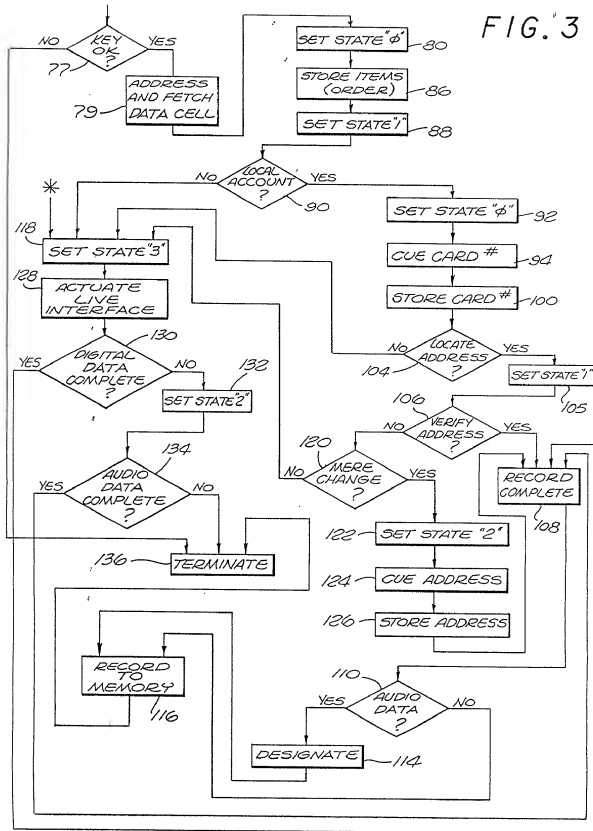 FIG. 3
NO
KEY
OK
?
YES
77
ADDRESS
AND FETCH
DATA CELL
79
SET STATE "φ"
80
STORE ITEMS
(ORDER)
86
SET STATE "1"
88
NO
LOCAL
ACCOUNT
?
YES
90
*
118
SET STATE "3"
128
ACTUATE
LIVE
INTERFACE
130
YES
DIGITAL
DATA
COMPLETE
?
NO
132
SET STATE "2"
134
YES
AUDIO
DATA
COMPLETE
?
NO
136
TERMINATE
SET STATE "φ"
92
CUE CARD #
94
STORE CARD #
100
NO
LOCATE
ADDRESS
?
YES
104
SET STATE "1"
105
106
NO
VERIFY
ADDRESS
?
YES
120
NO
MERE
CHANGE
?
YES
RECORD
COMPLETE
108
122
SET STATE "2"
124
CUE ADDRESS
126
STORE ADDRESS
RECORD
TO
MEMORY
116
110
YES
AUDIO
DATA
?
NO
DESIGNATE
114